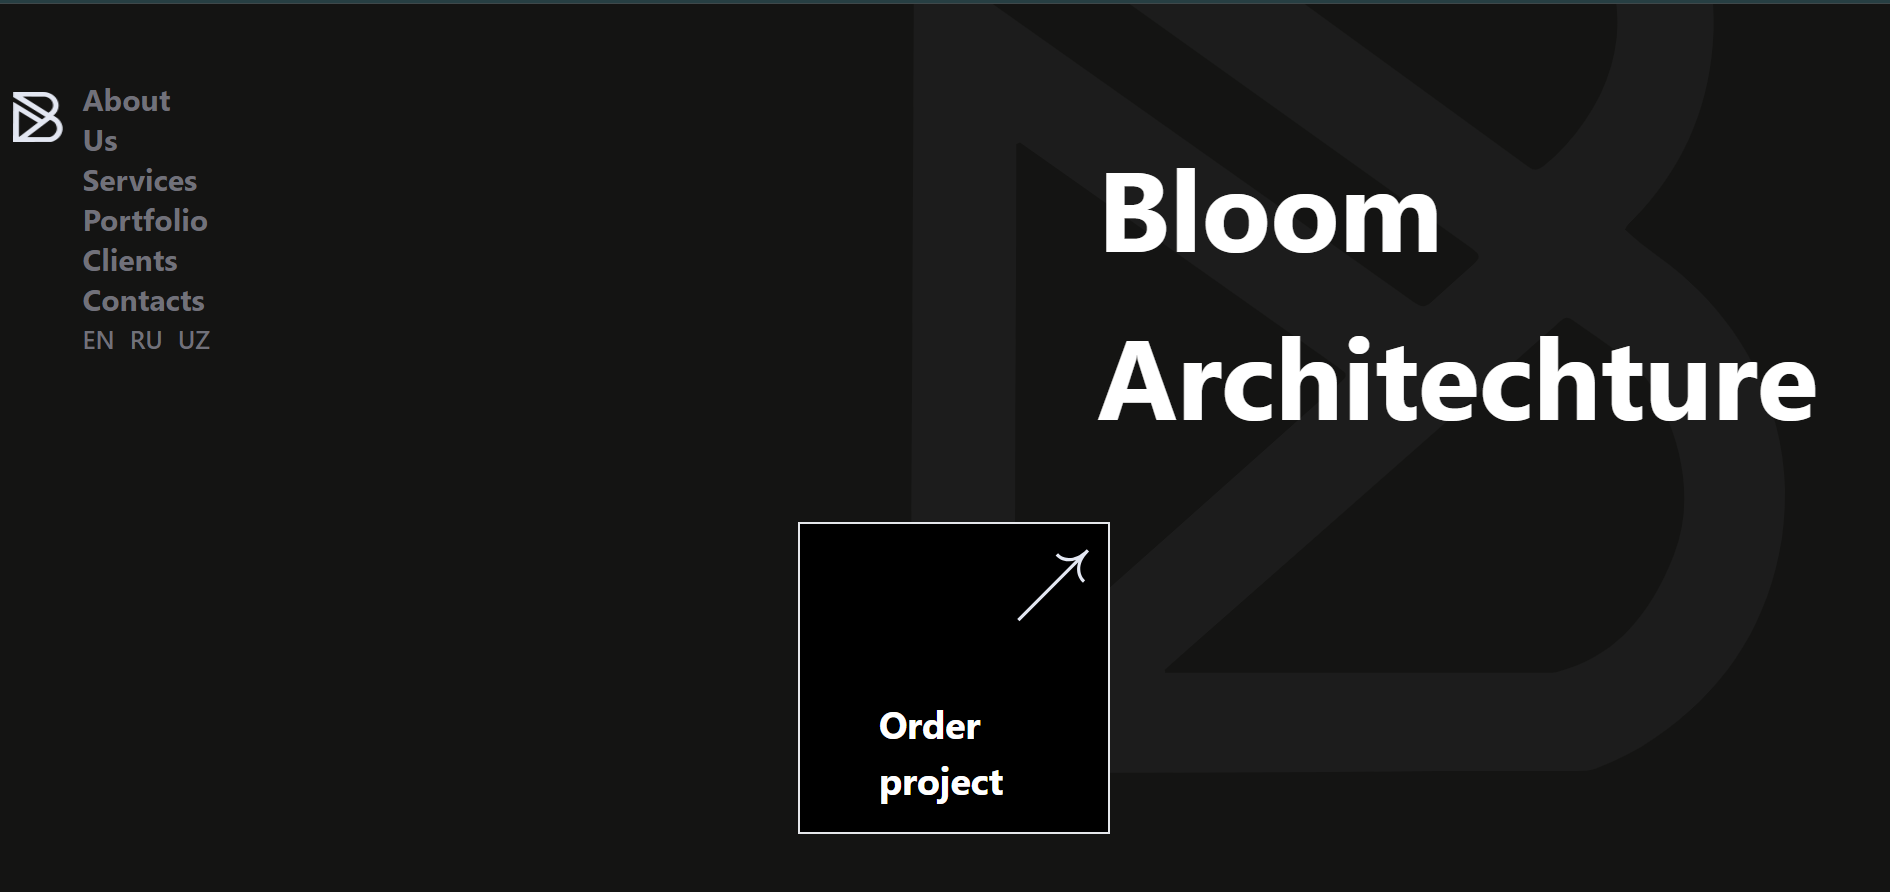 About
Us
Services
Portfolio
Clients
Contacts
EN RU UZ
Bloom
Architechture
Order
project